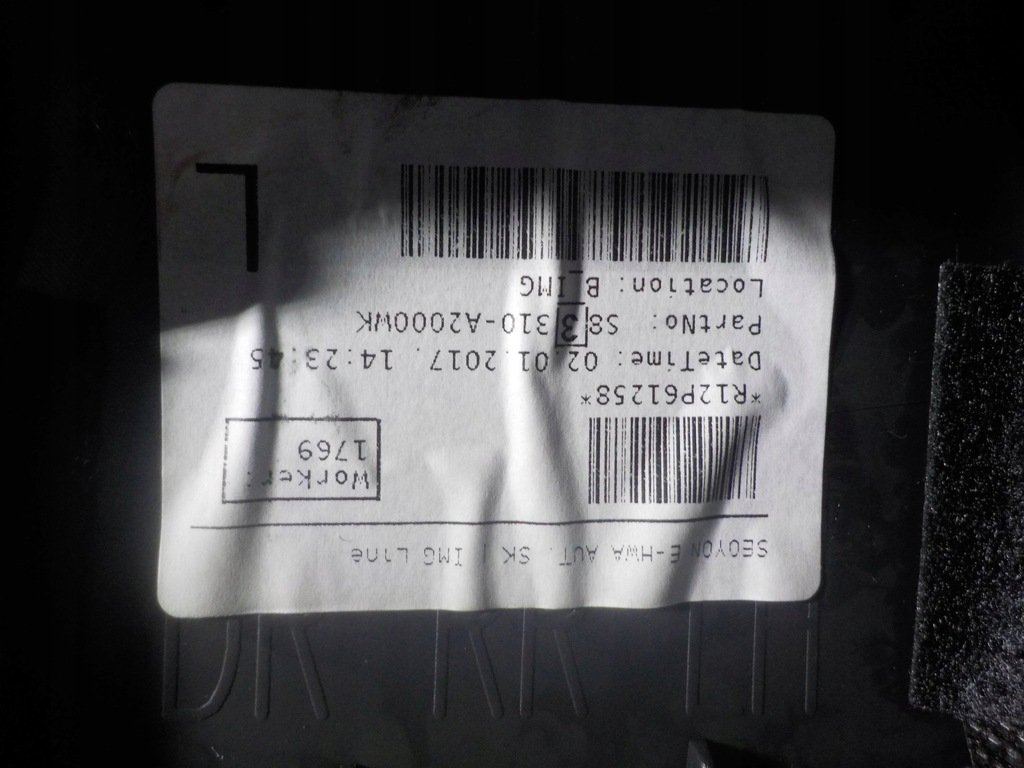 SEOYON E-HWA AUT. SK | IMG Line
Worker:
1769
*R12P61258*
DateTime: 02.01.2017. 14:23:45
PartNo: S83310-A2000WK
Location: B_IMG
L